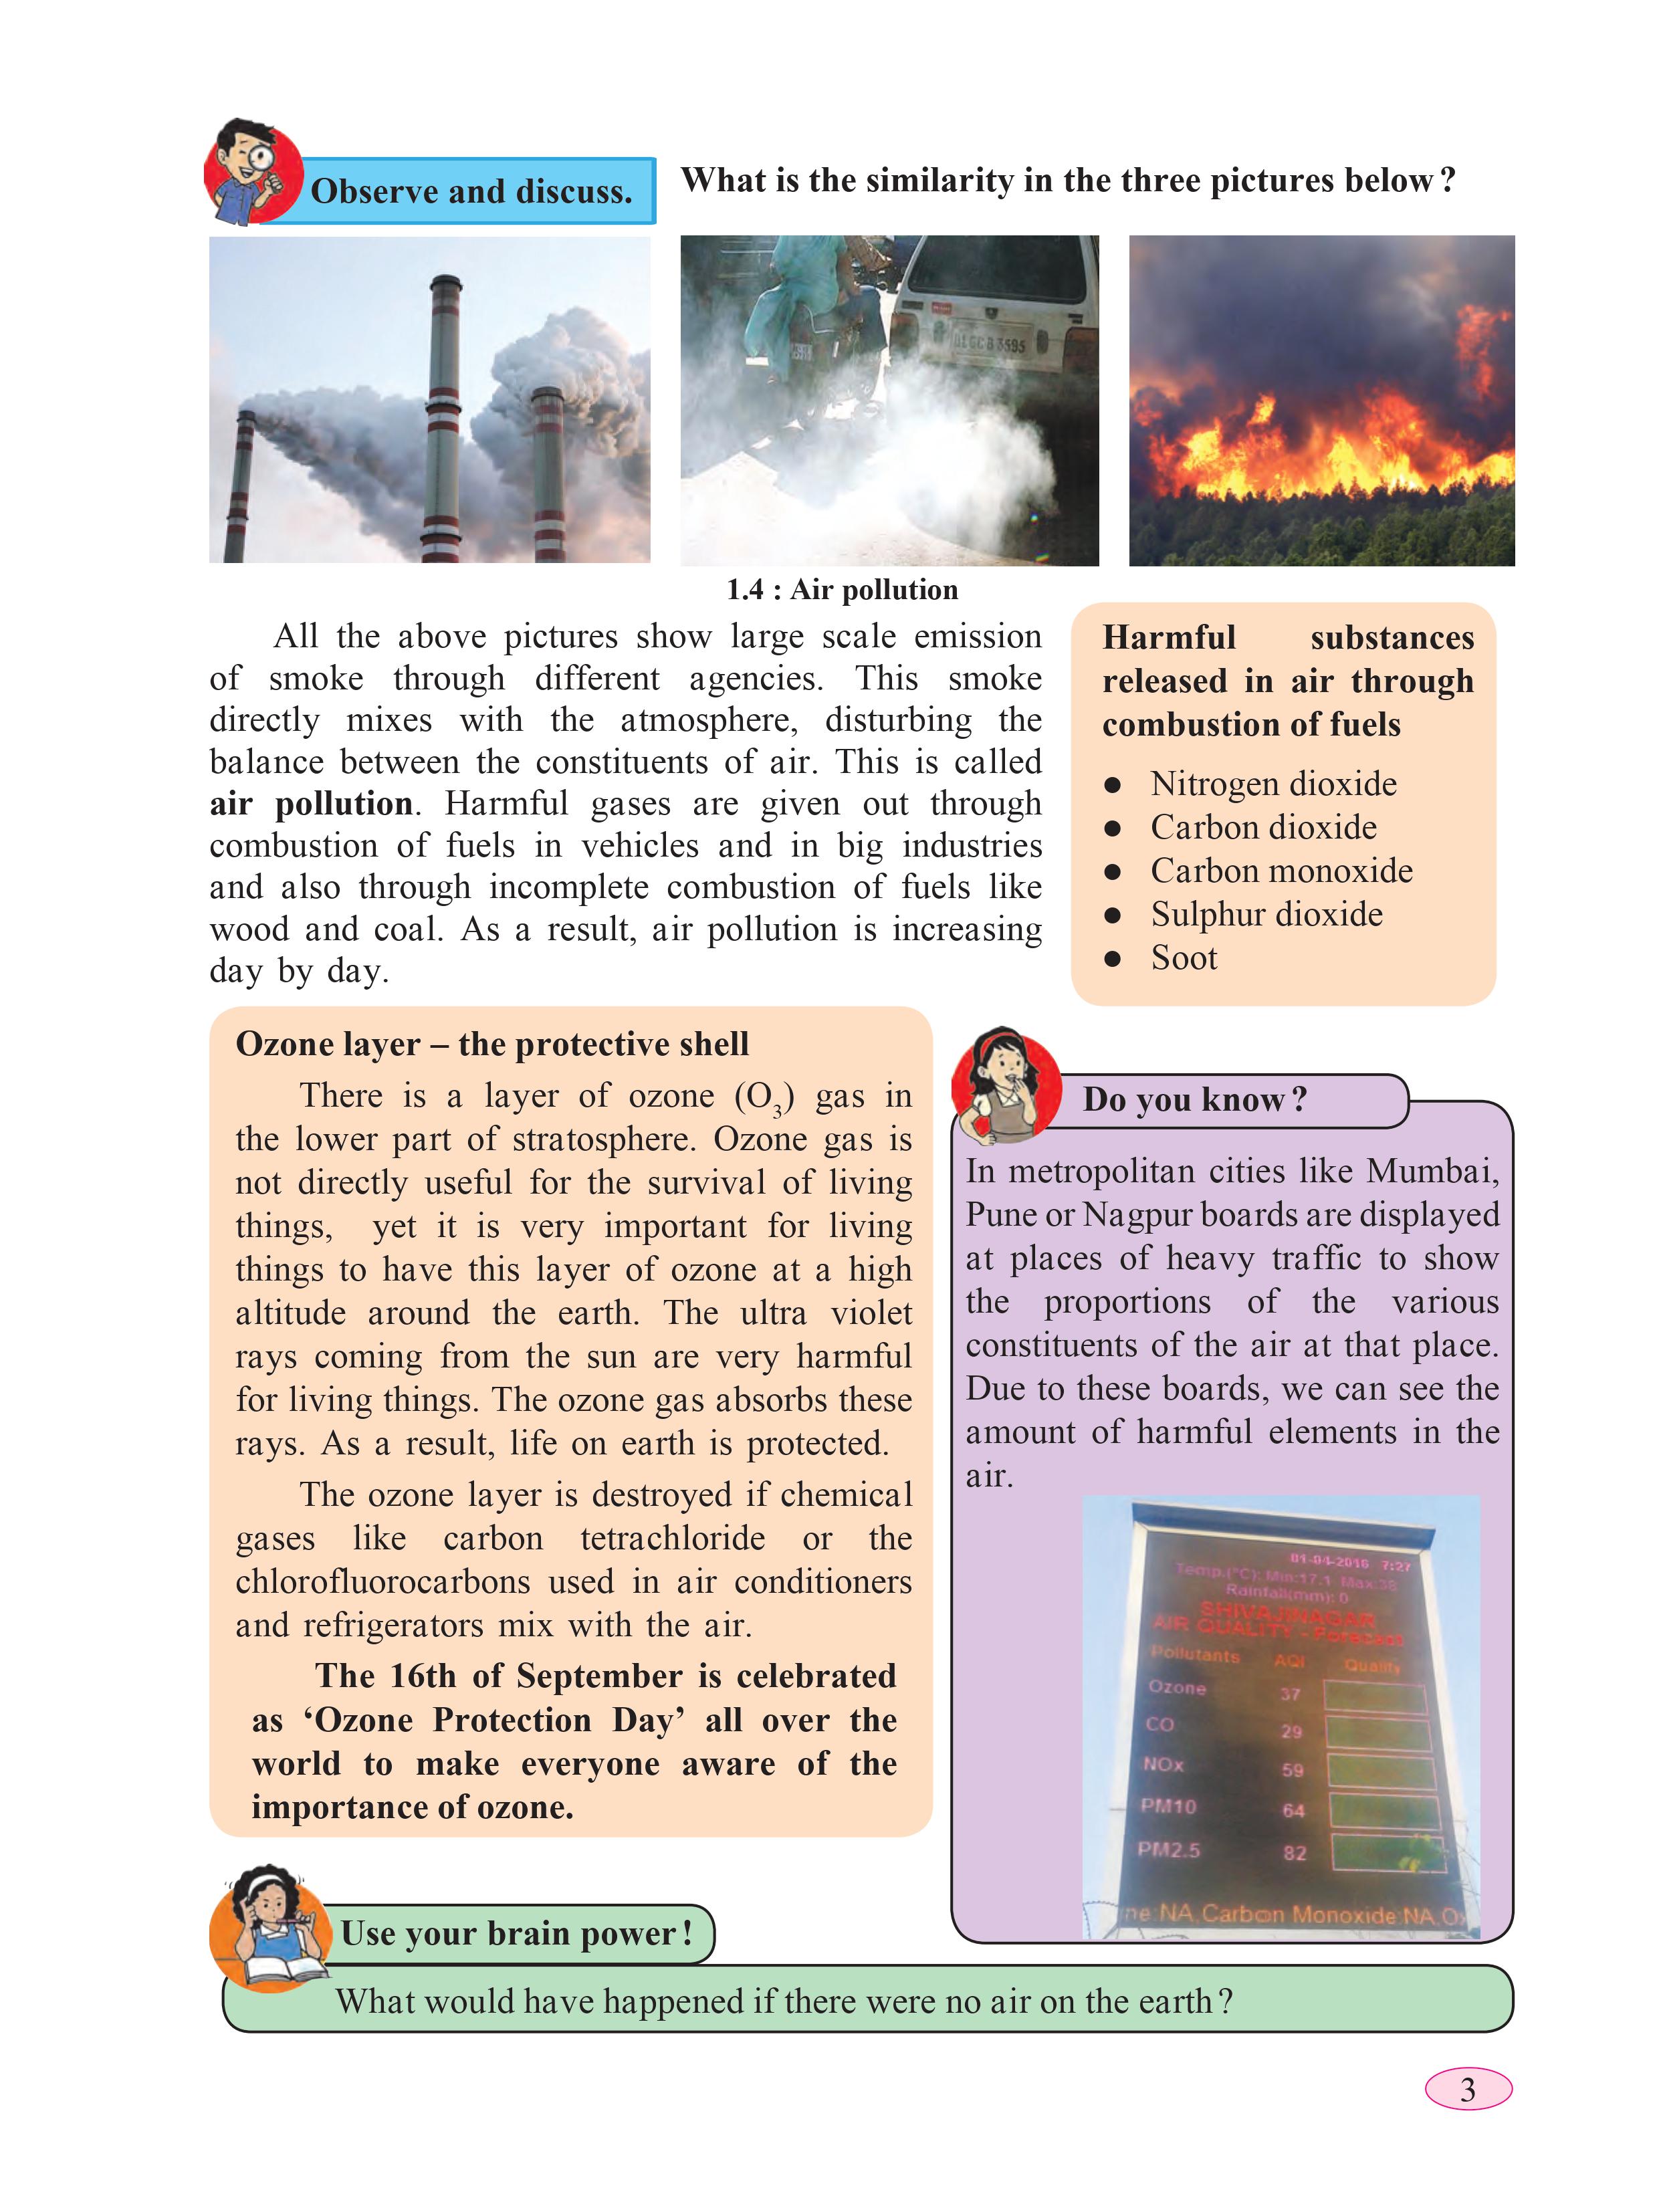 Observe and discuss.
What is the similarity in the three pictures below ?
DLGCB3595
1.4 : Air pollution
All the above pictures show large scale emission
of smoke through different agencies. This smoke
directly mixes with the atmosphere, disturbing the
balance between the constituents of air. This is called
air pollution. Harmful gases are given out through
combustion of fuels in vehicles and in big industries
and also through incomplete combustion of fuels like
wood and coal. As a result, air pollution is increasing
day by day.
Harmful substances
released in air through
combustion of fuels
● Nitrogen dioxide
● Carbon dioxide
● Carbon monoxide
● Sulphur dioxide
● Soot
Ozone layer – the protective shell
There is a layer of ozone (O₃) gas in
the lower part of stratosphere. Ozone gas is
not directly useful for the survival of living
things, yet it is very important for living
things to have this layer of ozone at a high
altitude around the earth. The ultra violet
rays coming from the sun are very harmful
for living things. The ozone gas absorbs these
rays. As a result, life on earth is protected.
The ozone layer is destroyed if chemical
gases like carbon tetrachloride or the
chlorofluorocarbons used in air conditioners
and refrigerators mix with the air.
The 16th of September is celebrated
as ‘Ozone Protection Day’ all over the
world to make everyone aware of the
importance of ozone.
Do you know ?
In metropolitan cities like Mumbai,
Pune or Nagpur boards are displayed
at places of heavy traffic to show
the proportions of the various
constituents of the air at that place.
Due to these boards, we can see the
amount of harmful elements in the
air.
01-04-2016 7:27
Temp.(°C): Min:17.1 Max:38
Rainfall(mm): 0
SHIVAJINAGAR
AIR QUALITY - Forecast
Pollutants AQI Quality
Ozone 37
CO 29
NOx 59
PM10 64
PM2.5 82
ne:NA,Carbon Monoxide:NA,Ox
Use your brain power !
What would have happened if there were no air on the earth ?
3